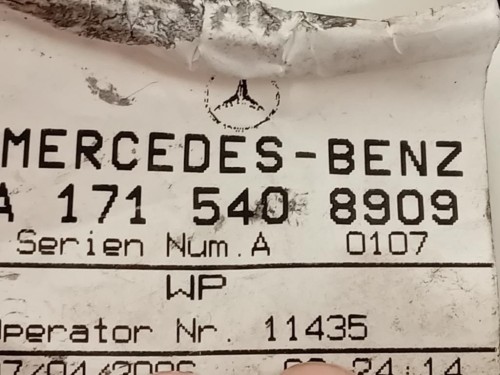 MERCEDES-BENZ
A 171 540 8909
Serien Num.A 0107
WP
Operator Nr. 11435